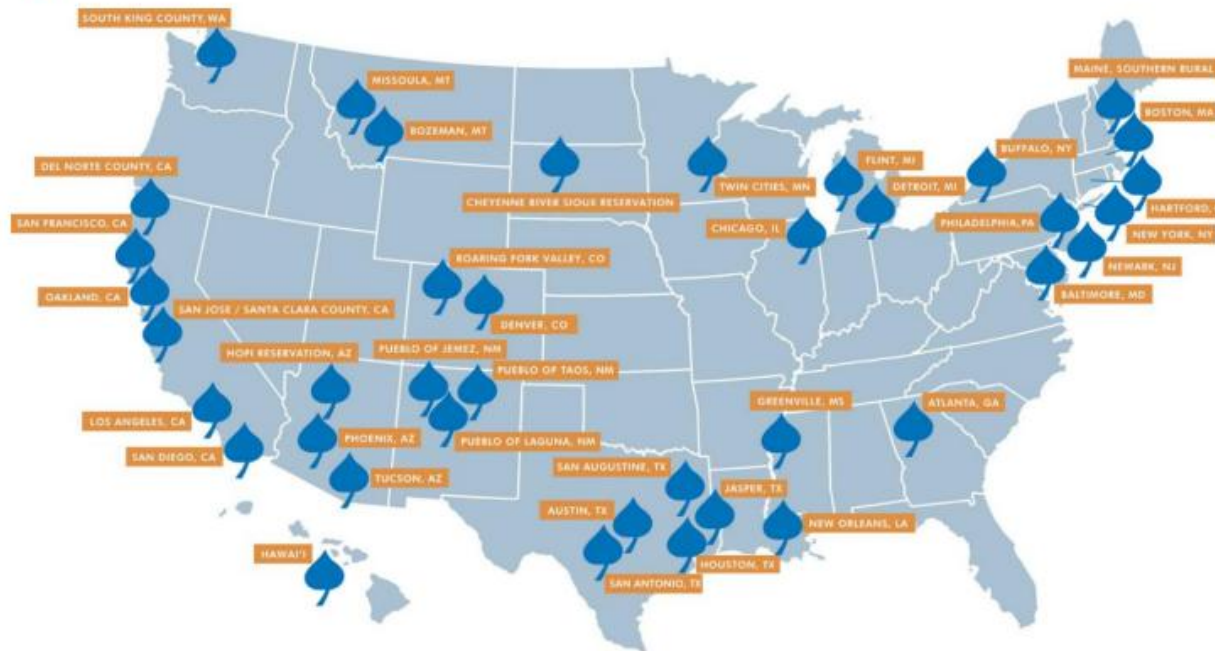 SOUTH KING COUNTY, WA
MISSOULA, MT
BOZEMAN, MT
MAINE, SOUTHERN RURAL
BOSTON, MA
BUFFALO, NY
FLINT, MI
DETROIT, MI
TWIN CITIES, MN
CHEYENNE RIVER SIOUX RESERVATION
DEL NORTE COUNTY, CA
SAN FRANCISCO, CA
CHICAGO, IL
PHILADELPHIA, PA
HARTFORD,
NEW YORK, NY
NEWARK, NJ
BALTIMORE, MD
ROARING FORK VALLEY, CO
OAKLAND, CA
SAN JOSE / SANTA CLARA COUNTY, CA
DENVER, CO
PUEBLO OF JEMEZ, NM
HOPI RESERVATION, AZ
PUEBLO OF TAOS, NM
GREENVILLE, MS
ATLANTA, GA
LOS ANGELES, CA
PHOENIX, AZ
PUEBLO OF LAGUNA, NM
SAN DIEGO, CA
TUCSON, AZ
SAN AUGUSTINE, TX
JASPER, TX
AUSTIN, TX
NEW ORLEANS, LA
HAWAI'I
HOUSTON, TX
SAN ANTONIO, TX